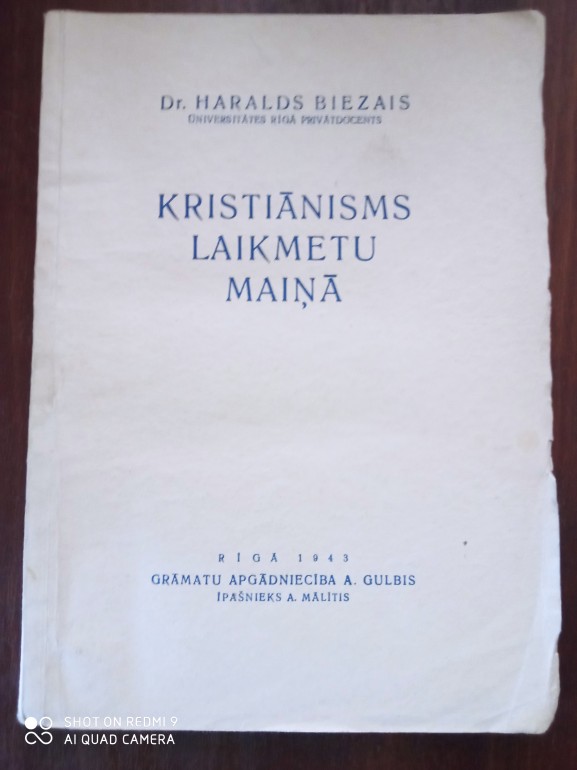 Dr. HARALDS BIEZAIS
ŪNIVERSITĀTES RĪGĀ PRIVĀTDOCENTS
KRISTIĀNISMS
LAIKMETU
MAIŅĀ
RĪGĀ 1943
GRĀMATU APGĀDNIECĪBA A. GULBIS
ĪPAŠNIEKS A. MĀLĪTIS
SHOT ON REDMI 9
AI QUAD CAMERA